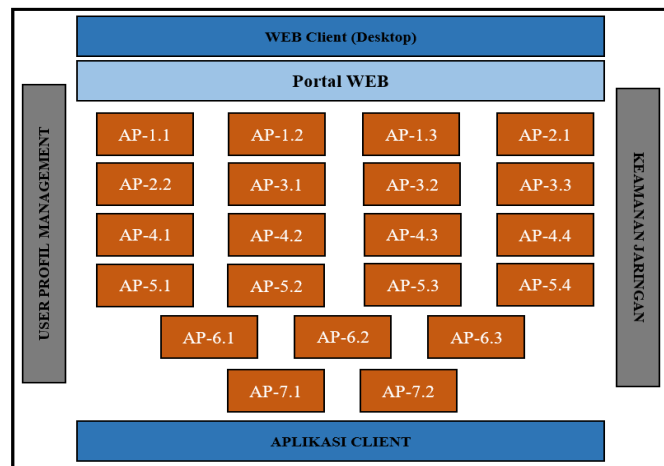 WEB Client (Desktop)
Portal WEB
USER PROFIL MANAGEMENT
AP-1.1 AP-1.2 AP-1.3 AP-2.1
AP-2.2 AP-3.1 AP-3.2 AP-3.3
AP-4.1 AP-4.2 AP-4.3 AP-4.4
AP-5.1 AP-5.2 AP-5.3 AP-5.4
AP-6.1 AP-6.2 AP-6.3
AP-7.1 AP-7.2
KEAMANAN JARINGAN
APLIKASI CLIENT